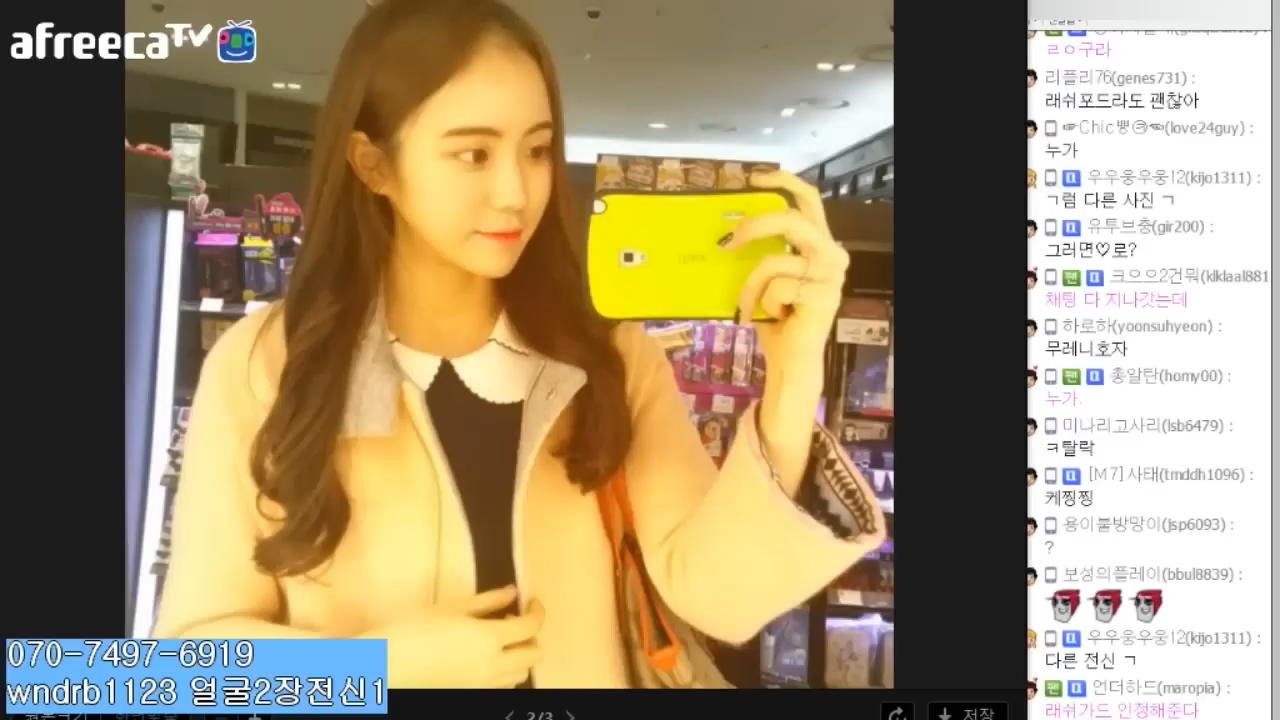 afreecaTV
ㄹㅇ구라
리플리76(genes731) :
래쉬포드라도 괜찮아
(love24guy) :
누가
우우웅우웅12(kijo1311) :
ㄱ럼 다른 사진 ㄱ
유투브충(gir200) :
그러면♡로?
크으으2건뭐(klklaal881
채팅 다 지나갓는데
하로하(yoonsuhyeon) :
무레니호자
총알탄(homy00) :
누가.
미나리고사리(lsb6479) :
ㅋ탈락
[M7] 사태(tmddh1096) :
케찡찡
용이불방망이(jsp6093) :
?
보성의플레이(bbul8839) :
우우웅우웅12(kijo1311) :
다른 전신 ㄱ
언더하드(maropia) :
래쉬가드 인정해준다
070-7497-6919
wndrb1123 얼굴2장전신1
2/3
저장